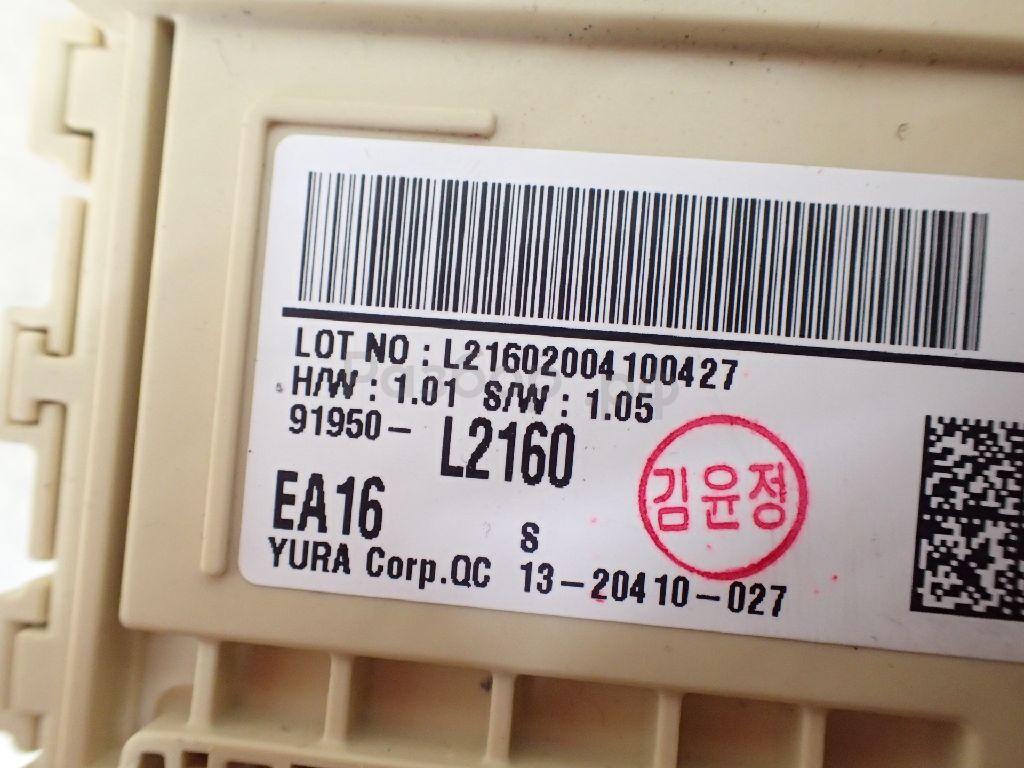 LOT NO : L21602004100427
H/W : 1.01 S/W : 1.05
91950- L2160
김윤정
EA16
S
YURA Corp.QC 13-20410-027